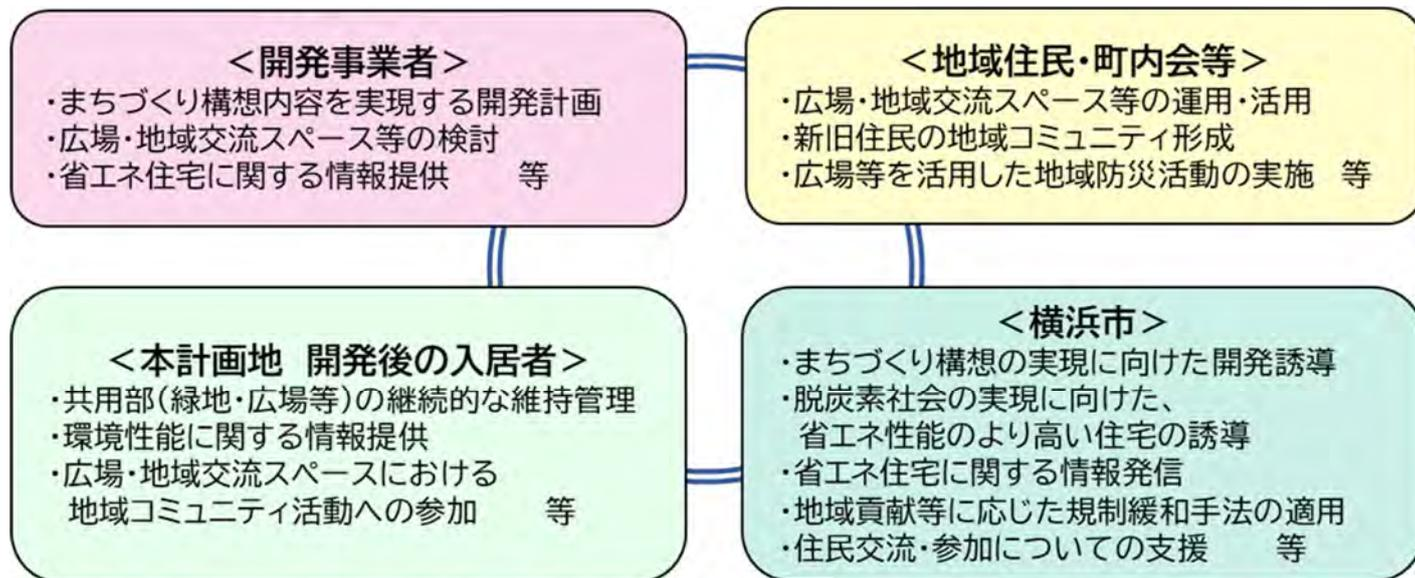 ＜開発事業者＞
・まちづくり構想内容を実現する開発計画
・広場・地域交流スペース等の検討
・省エネ住宅に関する情報提供　　等
＜地域住民・町内会等＞
・広場・地域交流スペース等の運用・活用
・新旧住民の地域コミュニティ形成
・広場等を活用した地域防災活動の実施　等
＜本計画地　開発後の入居者＞
・共用部（緑地・広場等）の継続的な維持管理
・環境性能に関する情報提供
・広場・地域交流スペースにおける
地域コミュニティ活動への参加　　等
＜横浜市＞
・まちづくり構想の実現に向けた開発誘導
・脱炭素社会の実現に向けた、
省エネ性能のより高い住宅の誘導
・省エネ住宅に関する情報発信
・地域貢献等に応じた規制緩和手法の適用
・住民交流・参加についての支援　　等